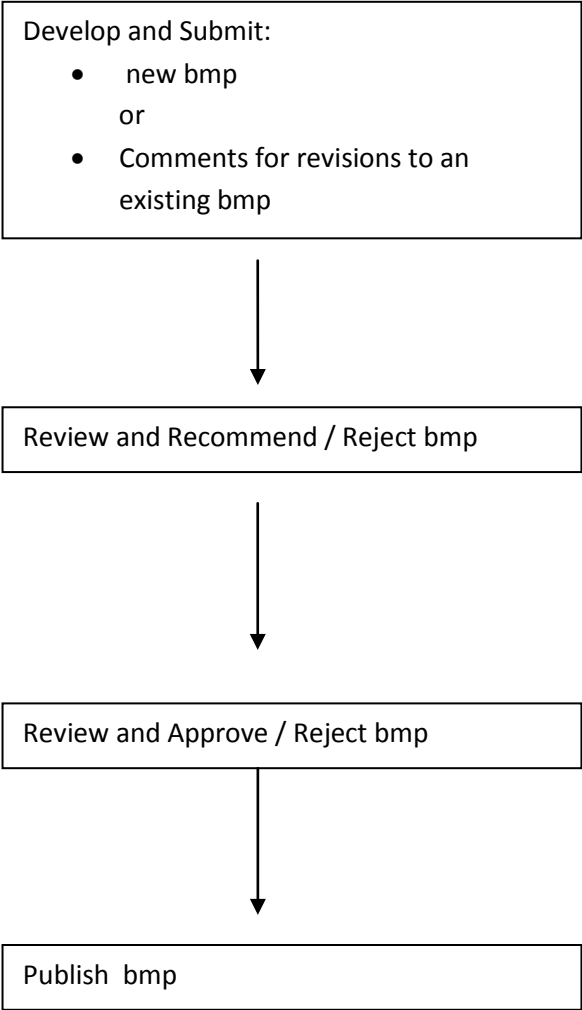 Develop and Submit:
• new bmp
or
• Comments for revisions to an
existing bmp
Review and Recommend / Reject bmp
Review and Approve / Reject bmp
Publish bmp